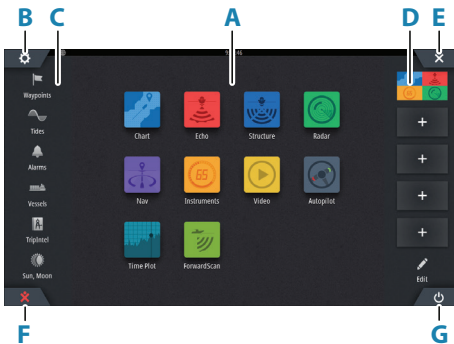 B C A D E
Waypoints
Tides
Alarms
Vessels
TripIntel
Sun, Moon
Chart Echo Structure Radar
65
Nav Instruments Video Autopilot
Time Plot ForwardScan
+
+
+
+
Edit
F G